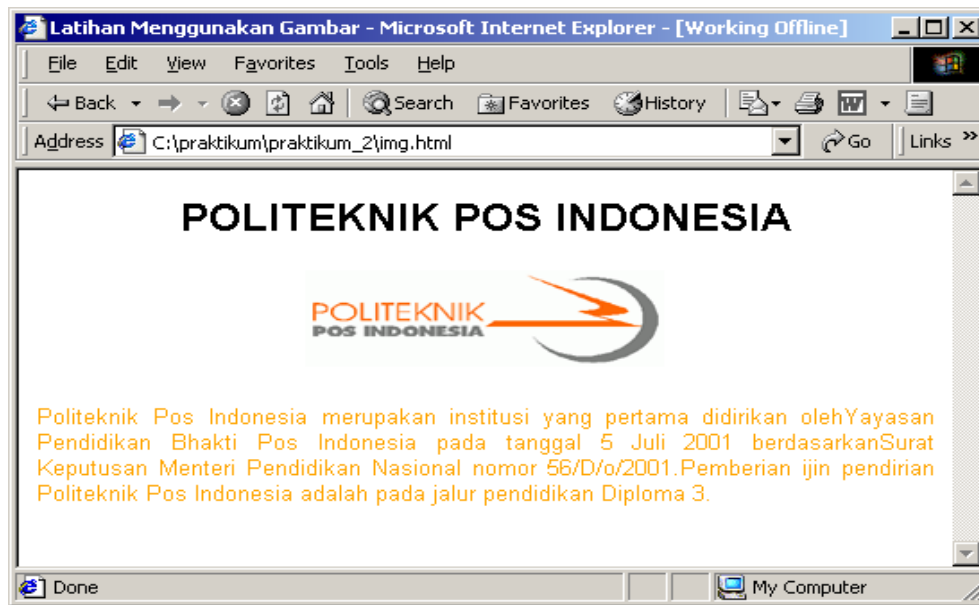 Latihan Menggunakan Gambar - Microsoft Internet Explorer - [Working Offline]
File Edit View Favorites Tools Help
Back Search Favorites History
Address C:\praktikum\praktikum_2\img.html Go Links »
POLITEKNIK POS INDONESIA
POLITEKNIK
POS INDONESIA
Politeknik Pos Indonesia merupakan institusi yang pertama didirikan olehYayasan
Pendidikan Bhakti Pos Indonesia pada tanggal 5 Juli 2001 berdasarkanSurat
Keputusan Menteri Pendidikan Nasional nomor 56/D/o/2001.Pemberian ijin pendirian
Politeknik Pos Indonesia adalah pada jalur pendidikan Diploma 3.
Done My Computer